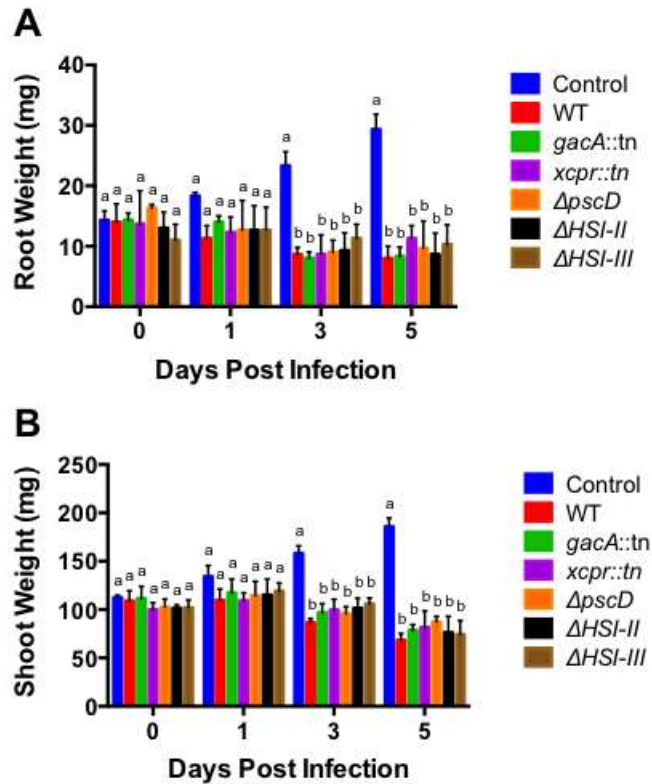 A
Root Weight (mg)
40
30
20
10
0
a a a a a a a
a a a a a a a
a b b b b b b
a b b b b b b
0 1 3 5
Days Post Infection
Control
WT
gacA::tn
xcpr::tn
ΔpscD
ΔHSI-II
ΔHSI-III
B
Shoot Weight (mg)
250
200
150
100
50
0
a a a a a a a
a a a a a a a
a b b b b b b
a b b b b b b
0 1 3 5
Days Post Infection
Control
WT
gacA::tn
xcpr::tn
ΔpscD
ΔHSI-II
ΔHSI-III